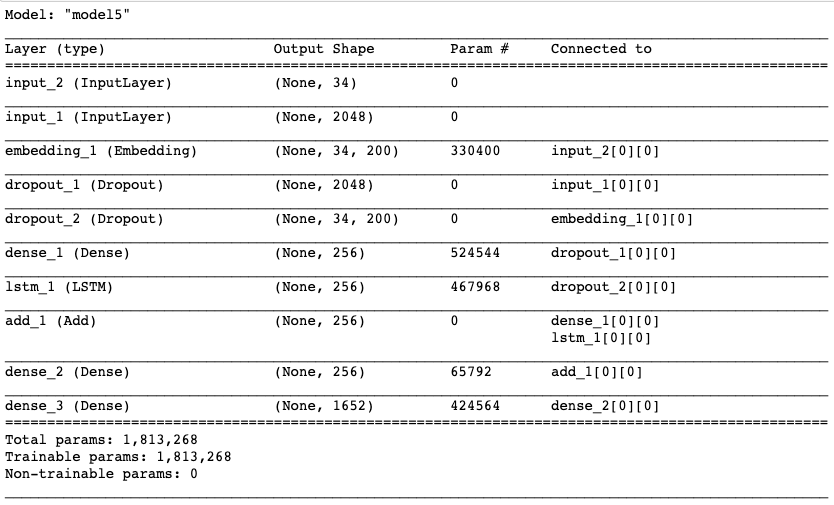 Model: "model5"
Layer (type) Output Shape Param # Connected to
input_2 (InputLayer) (None, 34) 0
input_1 (InputLayer) (None, 2048) 0
embedding_1 (Embedding) (None, 34, 200) 330400 input_2[0][0]
dropout_1 (Dropout) (None, 2048) 0 input_1[0][0]
dropout_2 (Dropout) (None, 34, 200) 0 embedding_1[0][0]
dense_1 (Dense) (None, 256) 524544 dropout_1[0][0]
lstm_1 (LSTM) (None, 256) 467968 dropout_2[0][0]
add_1 (Add) (None, 256) 0 dense_1[0][0]
lstm_1[0][0]
dense_2 (Dense) (None, 256) 65792 add_1[0][0]
dense_3 (Dense) (None, 1652) 424564 dense_2[0][0]
Total params: 1,813,268
Trainable params: 1,813,268
Non-trainable params: 0